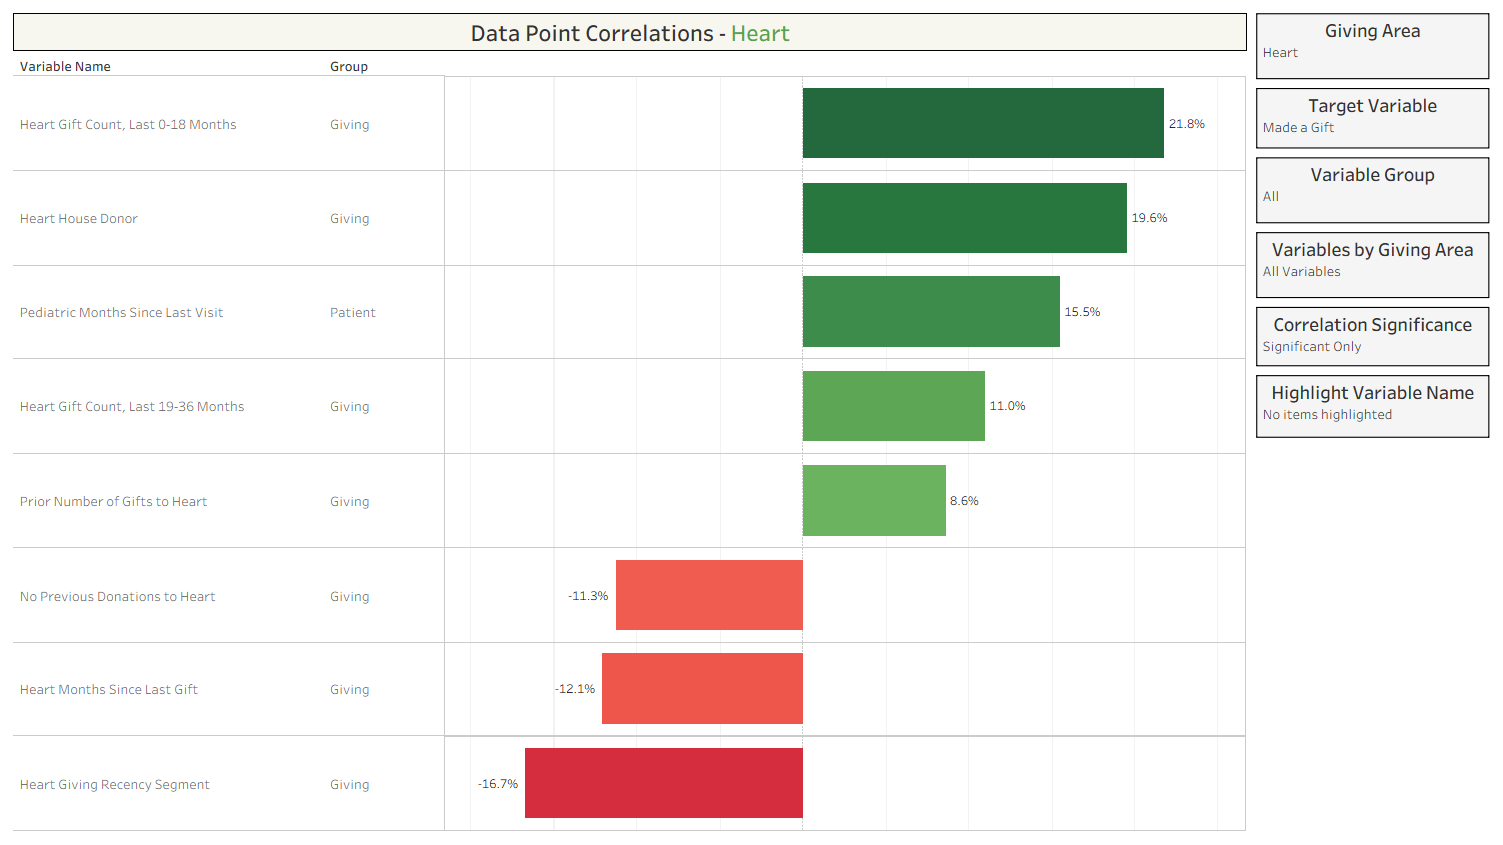 Data Point Correlations - Heart
Variable Name Group
Heart Gift Count, Last 0-18 Months Giving 21.8%
Heart House Donor Giving 19.6%
Pediatric Months Since Last Visit Patient 15.5%
Heart Gift Count, Last 19-36 Months Giving 11.0%
Prior Number of Gifts to Heart Giving 8.6%
No Previous Donations to Heart Giving -11.3%
Heart Months Since Last Gift Giving -12.1%
Heart Giving Recency Segment Giving -16.7%
Giving Area
Heart
Target Variable
Made a Gift
Variable Group
All
Variables by Giving Area
All Variables
Correlation Significance
Significant Only
Highlight Variable Name
No items highlighted